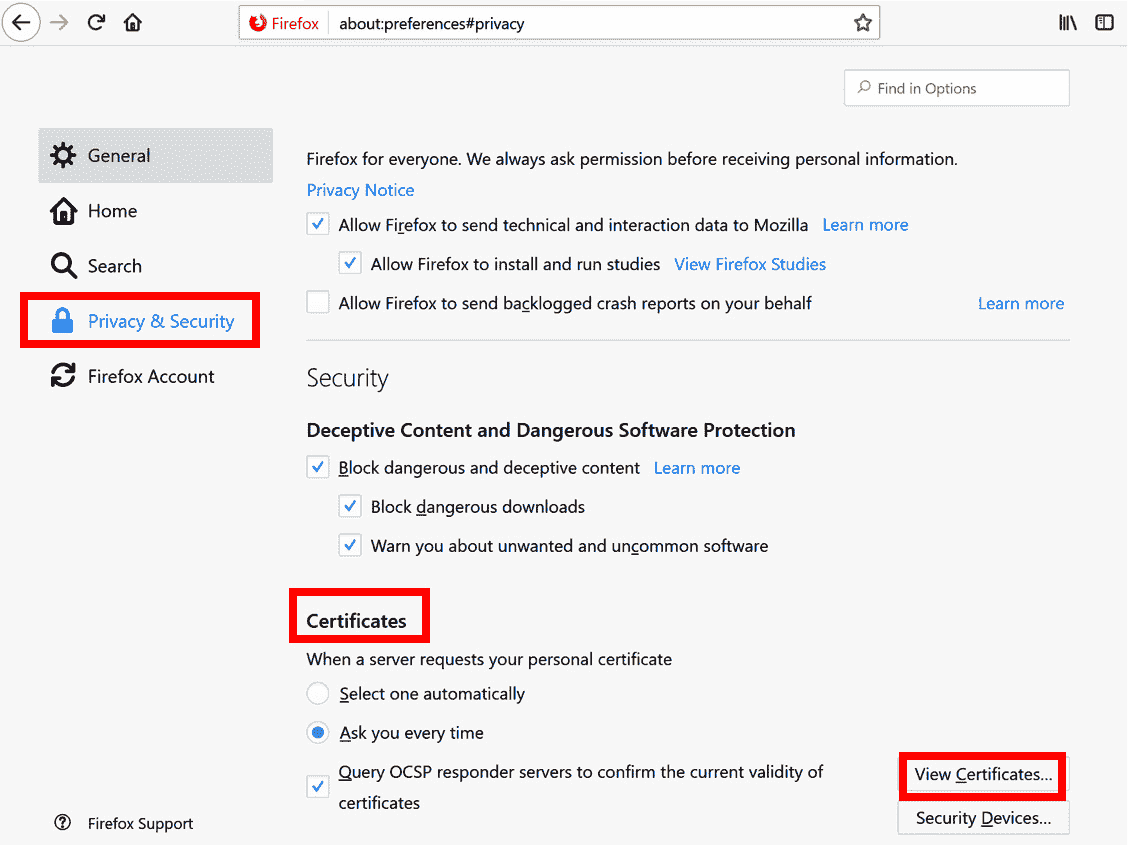 Firefox about:preferences#privacy
Find in Options
General
Home
Search
Privacy & Security
Firefox Account
Firefox for everyone. We always ask permission before receiving personal information.
Privacy Notice
Allow Firefox to send technical and interaction data to Mozilla Learn more
Allow Firefox to install and run studies View Firefox Studies
Allow Firefox to send backlogged crash reports on your behalf Learn more
Security
Deceptive Content and Dangerous Software Protection
Block dangerous and deceptive content Learn more
Block dangerous downloads
Warn you about unwanted and uncommon software
Certificates
When a server requests your personal certificate
Select one automatically
Ask you every time
Query OCSP responder servers to confirm the current validity of
certificates
View Certificates...
Security Devices...
Firefox Support